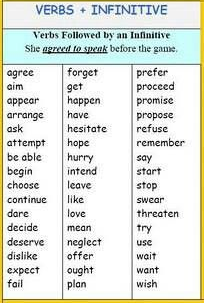 VERBS + INFINITIVE
Verbs Followed by an Infinitive
She agreed to speak before the game.
agree forget prefer
aim get proceed
appear happen promise
arrange have propose
ask hesitate refuse
attempt hope remember
be able hurry say
begin intend start
choose leave stop
continue like swear
dare love threaten
decide mean try
deserve neglect use
dislike offer wait
expect ought want
fail plan wish